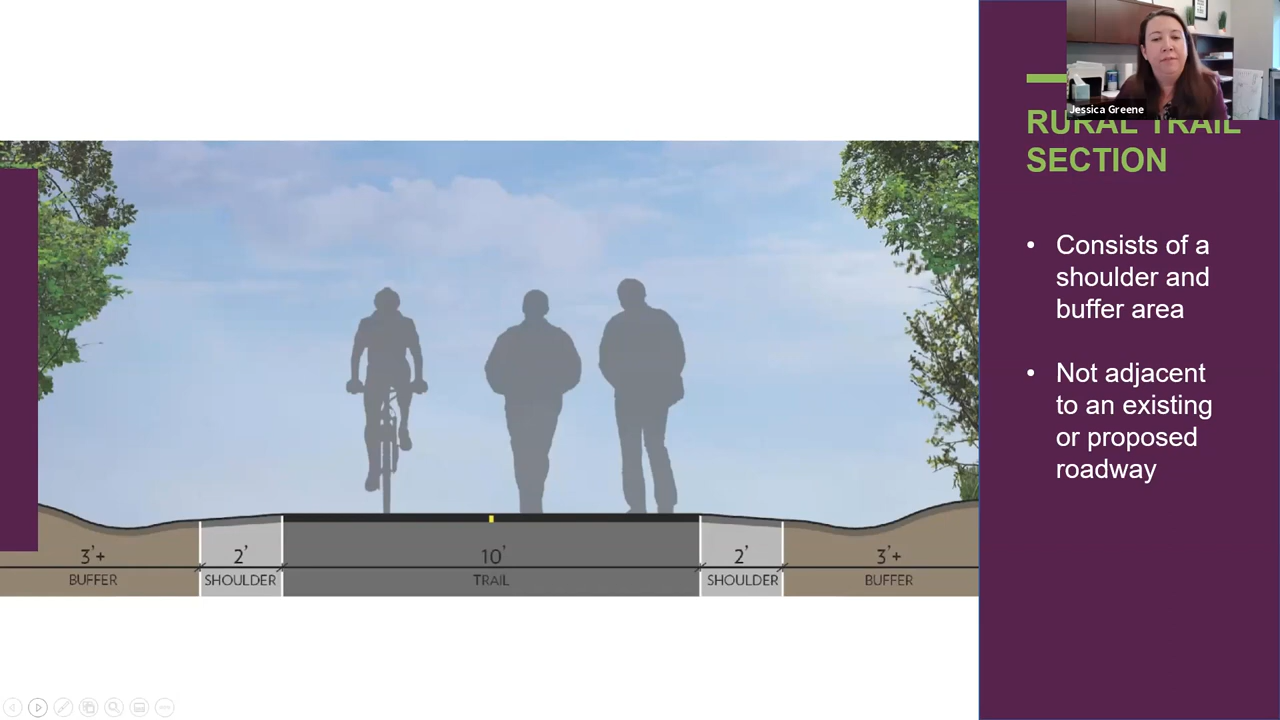 Jessica Greene
RURAL TRAIL
SECTION
• Consists of a
shoulder and
buffer area
• Not adjacent
to an existing
or proposed
roadway
3'+
2'
10'
2'
3'+
BUFFER
SHOULDER
TRAIL
SHOULDER
BUFFER